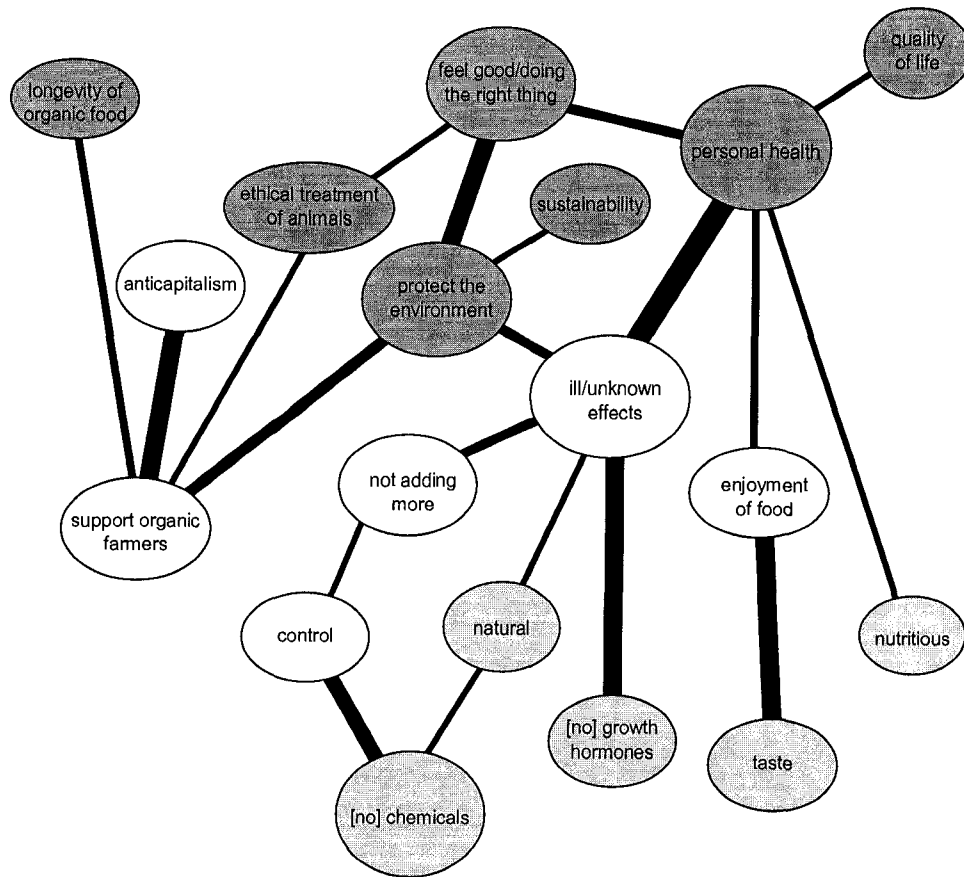 quality
of life
feel good/doing
the right thing
longevity of
organic food
personal health
ethical treatment
of animals
sustainability
anticapitalism
protect the
environment
ill/unknown
effects
not adding
more
enjoyment
of food
support organic
farmers
control
natural
nutritious
[no] growth
hormones
taste
[no] chemicals